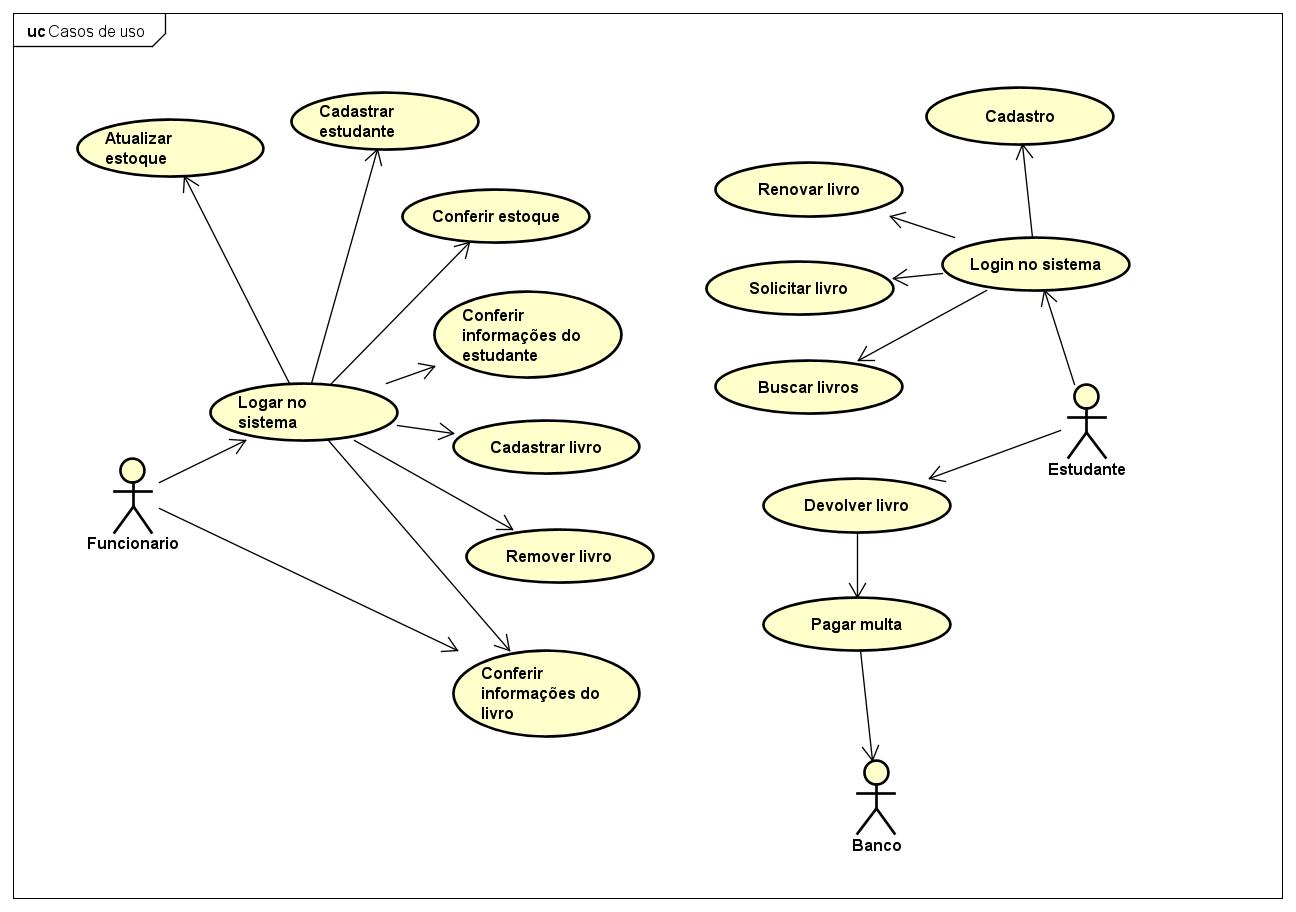 uc Casos de uso
Cadastrar
estudante
Atualizar
estoque
Conferir estoque
Conferir
informações do
estudante
Logar no
sistema
Cadastrar livro
Funcionario
Remover livro
Conferir
informações do
livro
Cadastro
Renovar livro
Login no sistema
Solicitar livro
Buscar livros
Estudante
Devolver livro
Pagar multa
Banco